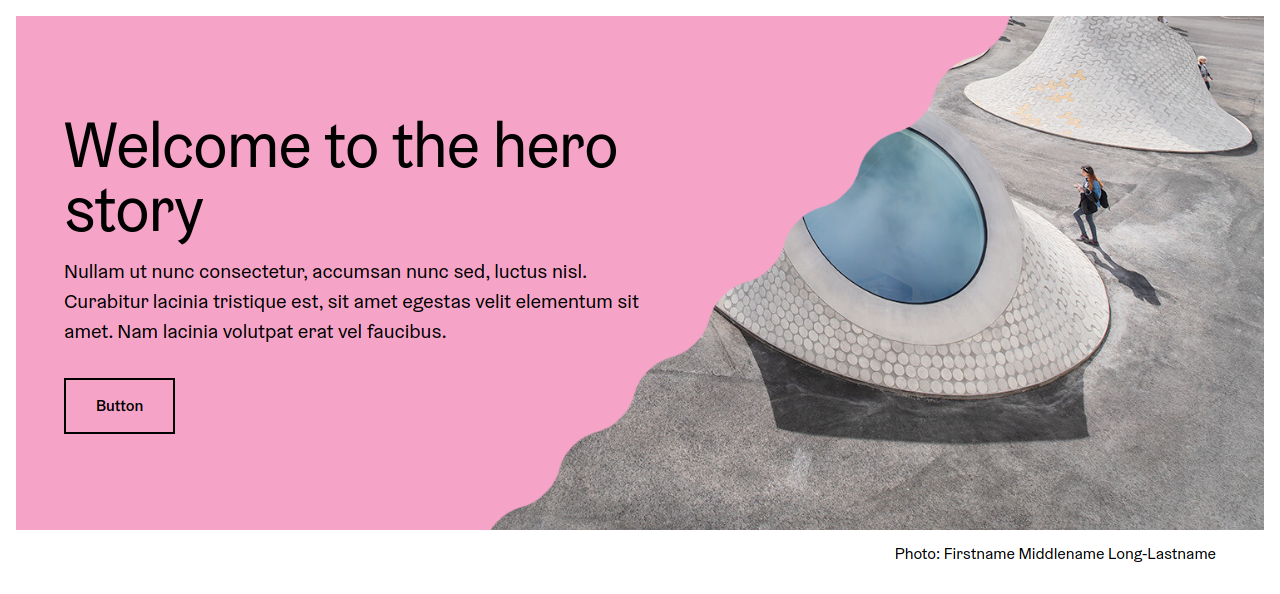 Welcome to the hero
story
Nullam ut nunc consectetur, accumsan nunc sed, luctus nisl.
Curabitur lacinia tristique est, sit amet egestas velit elementum sit
amet. Nam lacinia volutpat erat vel faucibus.
Button
Photo: Firstname Middlename Long-Lastname